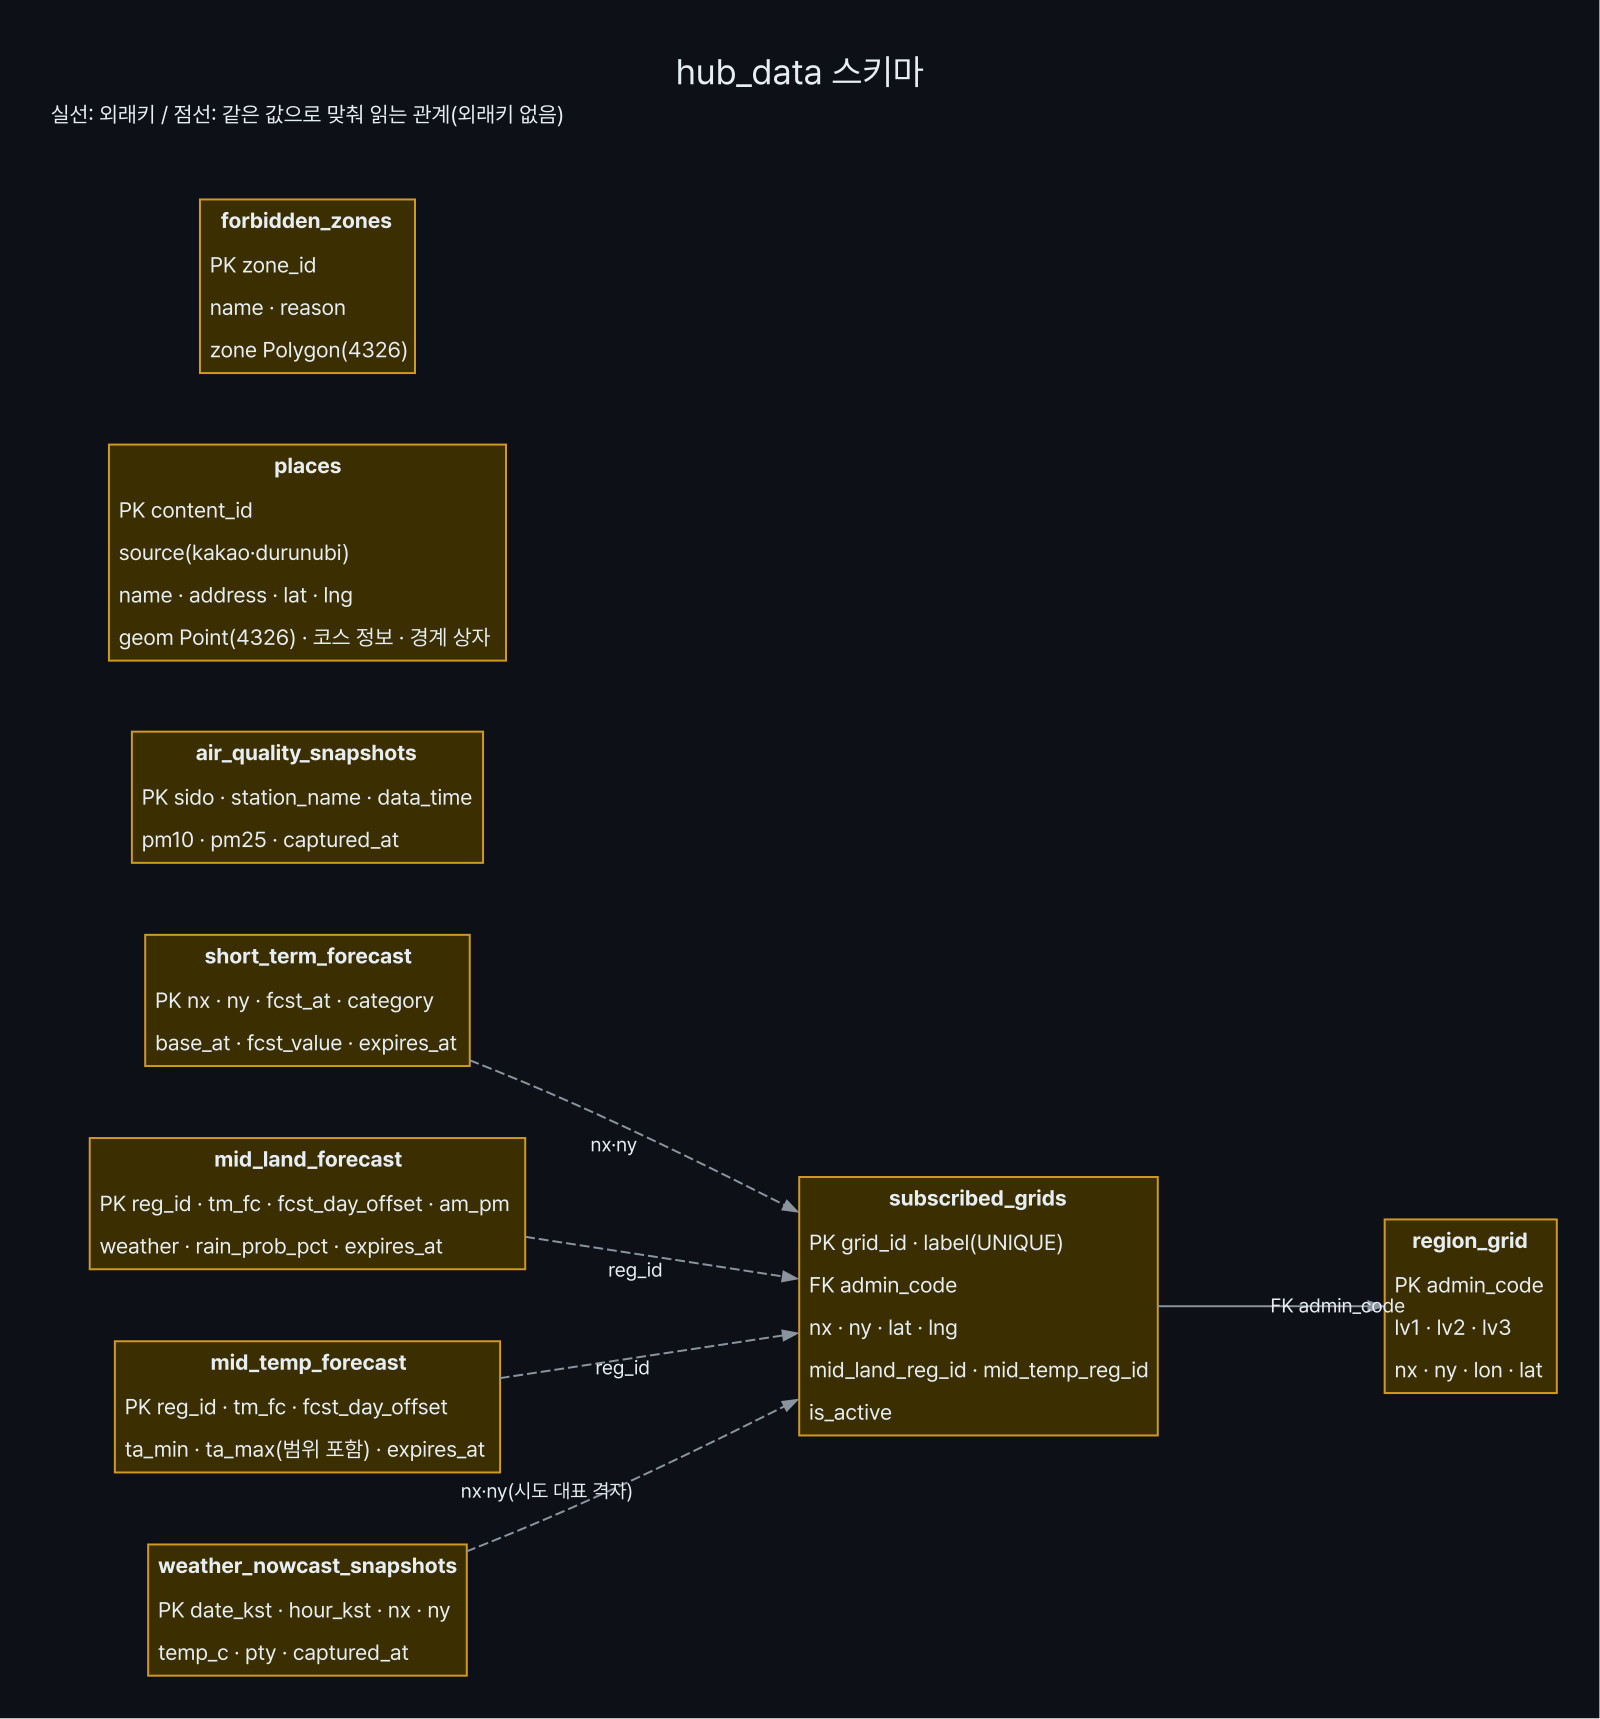 hub_data 스키마
실선: 외래키 / 점선: 같은 값으로 맞춰 읽는 관계(외래키 없음)
forbidden_zones
PK zone_id
name · reason
zone Polygon(4326)
places
PK content_id
source(kakao·durunubi)
name · address · lat · lng
geom Point(4326) · 코스 정보 · 경계 상자
air_quality_snapshots
PK sido · station_name · data_time
pm10 · pm25 · captured_at
short_term_forecast
PK nx · ny · fcst_at · category
base_at · fcst_value · expires_at
nx·ny
mid_land_forecast
PK reg_id · tm_fc · fcst_day_offset · am_pm
weather · rain_prob_pct · expires_at
reg_id
mid_temp_forecast
PK reg_id · tm_fc · fcst_day_offset
ta_min · ta_max(범위 포함) · expires_at
reg_id
nx·ny(시도 대표 격자)
weather_nowcast_snapshots
PK date_kst · hour_kst · nx · ny
temp_c · pty · captured_at
subscribed_grids
PK grid_id · label(UNIQUE)
FK admin_code
nx · ny · lat · lng
mid_land_reg_id · mid_temp_reg_id
is_active
FK admin_code
region_grid
PK admin_code
lv1 · lv2 · lv3
nx · ny · lon · lat